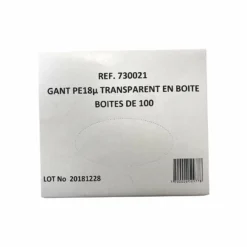 REF. 730021
GANT PE18µ TRANSPARENT EN BOITE
BOITES DE 100
LOT No 20181228